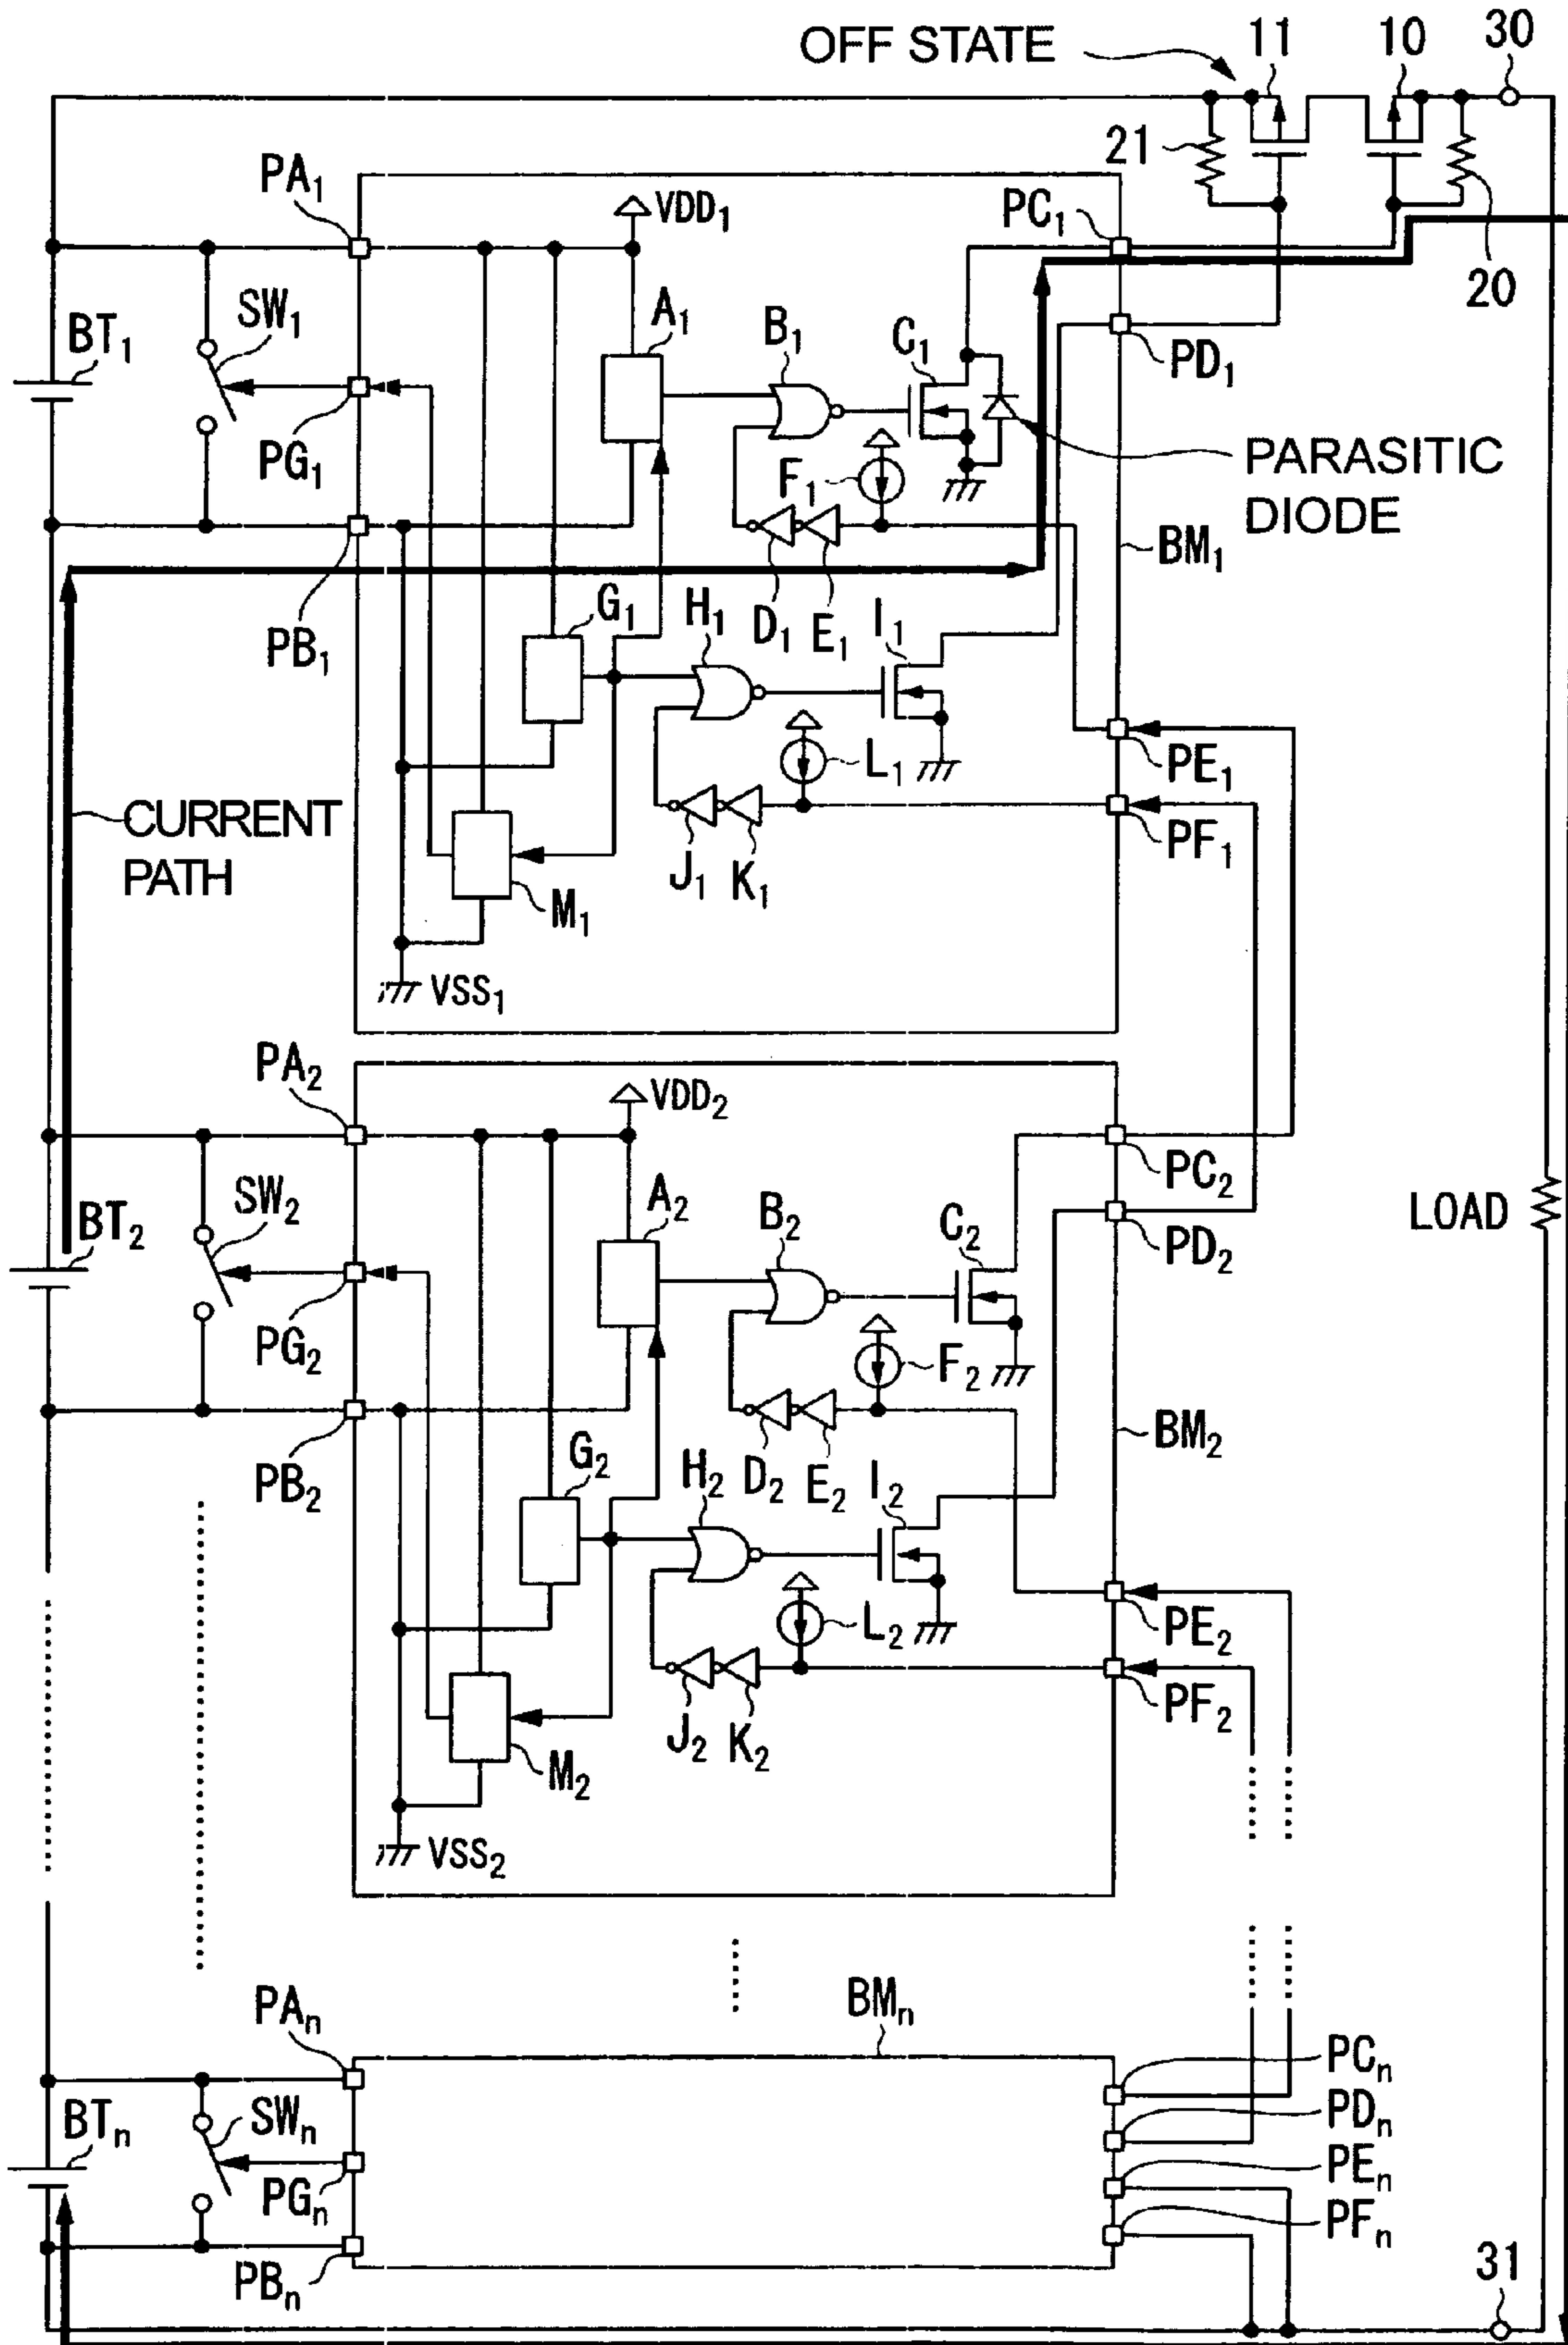 OFF STATE
11
10
30
21
20
PA1
VDD1
PC1
SW1
A1
B1
C1
PD1
BT1
PG1
F1
PARASITIC
DIODE
BM1
PB1
G1
H1
D1
E1
I1
CURRENT
PATH
L1
PE1
PF1
J1
K1
M1
VSS1
PA2
VDD2
PC2
SW2
A2
B2
C2
PD2
LOAD
BT2
PG2
F2
BM2
PB2
G2
H2
D2
E2
I2
L2
PE2
PF2
J2
K2
M2
VSS2
PAn
BMn
PCn
BTn
SWn
PDn
PGn
PEn
PFn
PBn
31